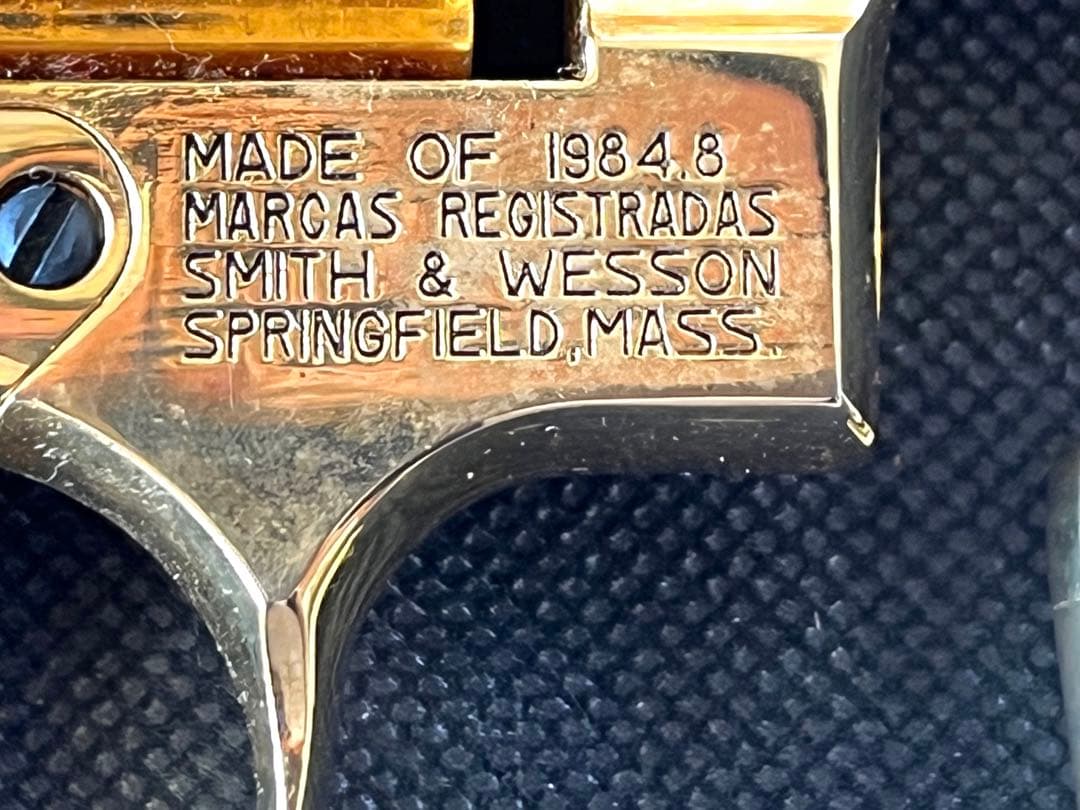 MADE OF 1984.8
MARCAS REGISTRADAS
SMITH & WESSON
SPRINGFIELD,MASS.